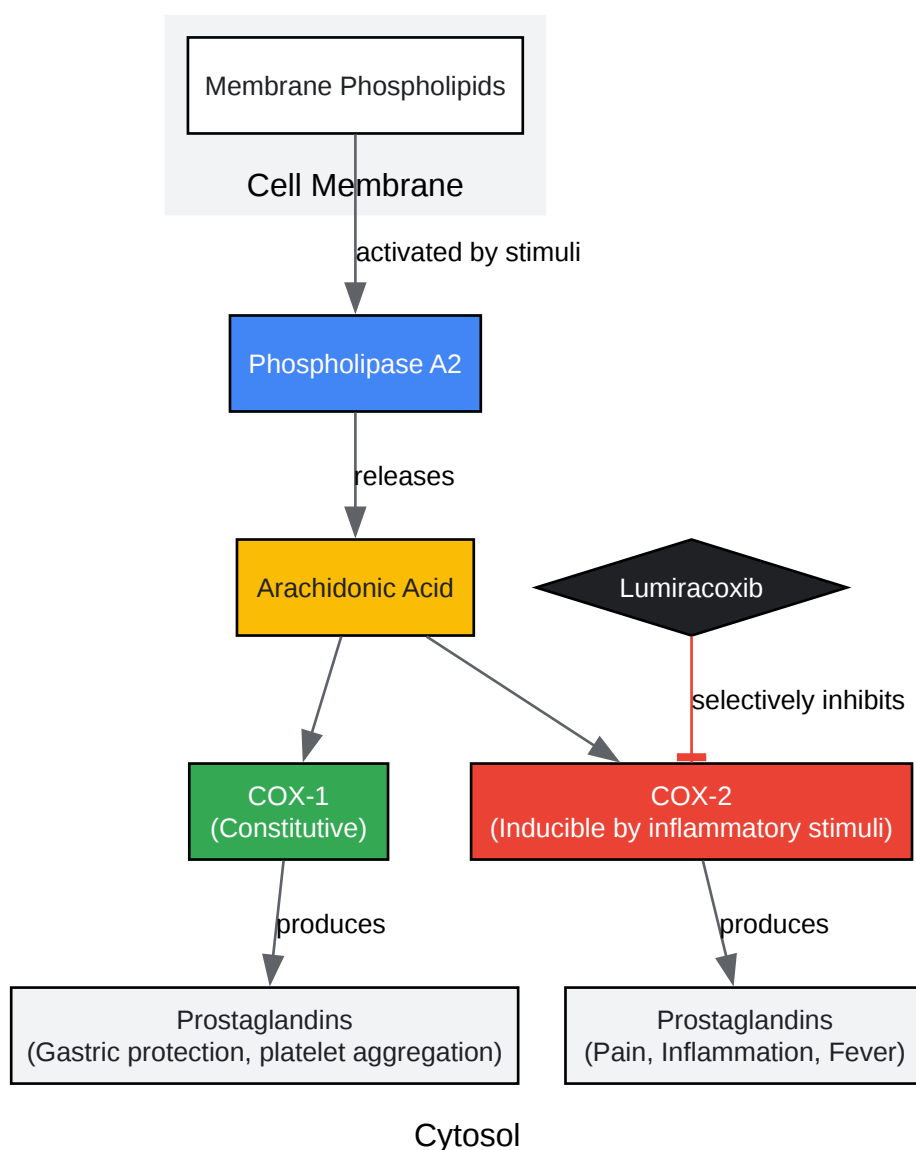 Membrane Phospholipids
Cell Membrane
activated by stimuli
Phospholipase A2
releases
Arachidonic Acid
Lumiracoxib
selectively inhibits
COX-1
(Constitutive)
COX-2
(Inducible by inflammatory stimuli)
produces
produces
Prostaglandins
(Gastric protection, platelet aggregation)
Prostaglandins
(Pain, Inflammation, Fever)
Cytosol